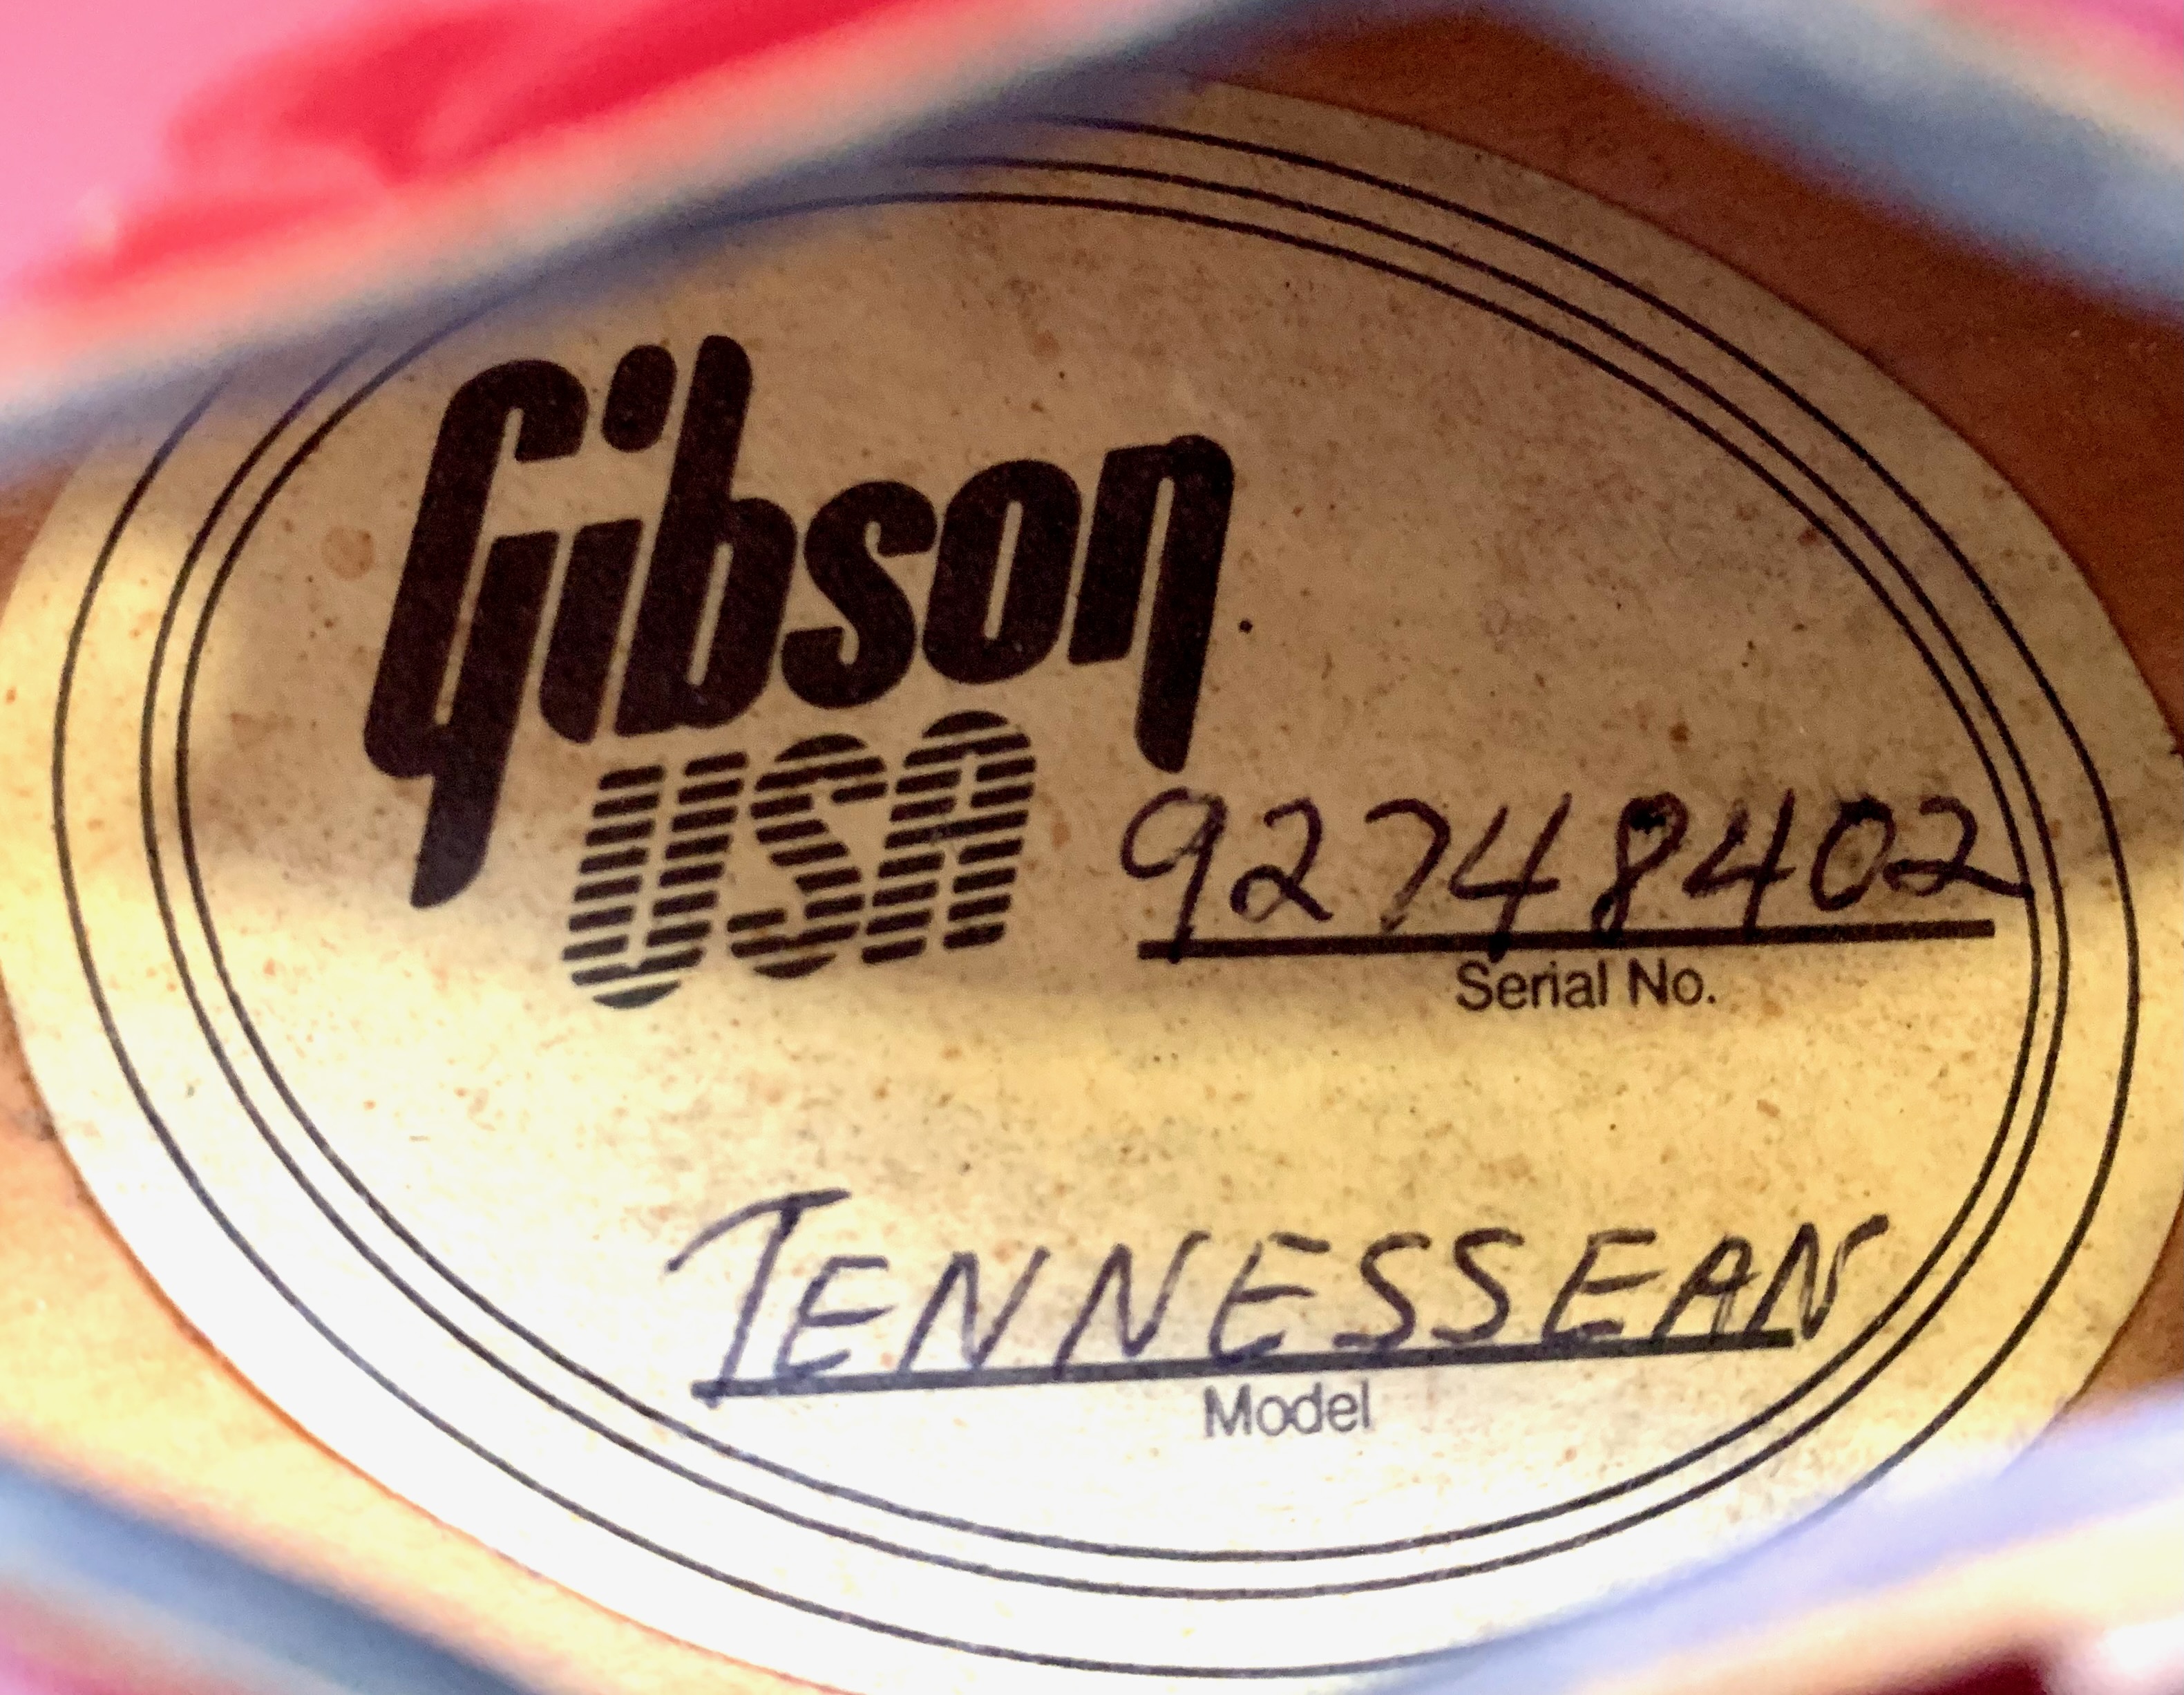 Gibson
USA
92748402
Serial No.
TENNESSEAN
Model